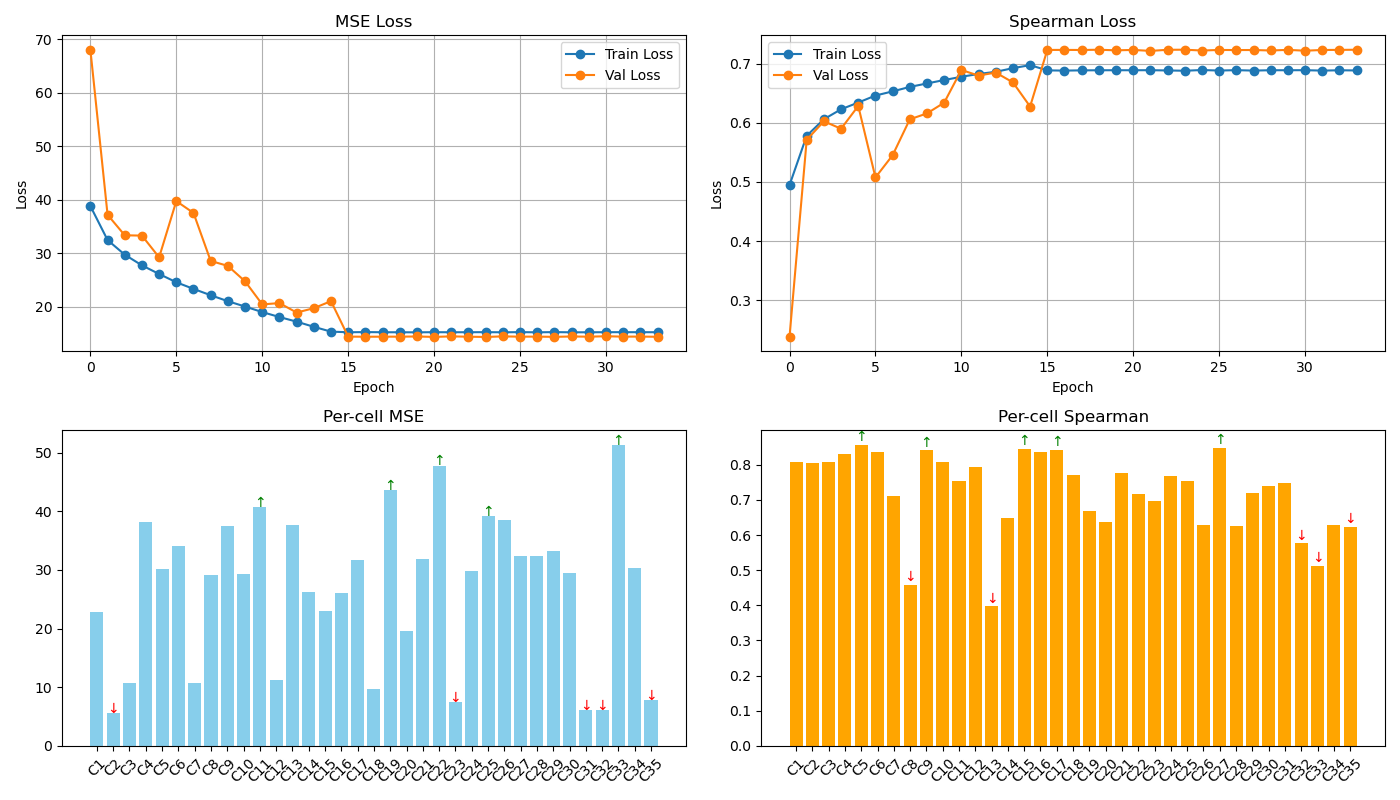 MSE Loss
70
60
50
40
30
20
Loss
0 5 10 15 20 25 30
Epoch
Train Loss
Val Loss
Spearman Loss
0.7
0.6
0.5
0.4
0.3
Loss
0 5 10 15 20 25 30
Epoch
Train Loss
Val Loss
Per-cell MSE
50
40
30
20
10
0
↓ ↑ ↑ ↑ ↓ ↑ ↓ ↓ ↑ ↓
C1 C2 C3 C4 C5 C6 C7 C8 C9 C10 C11 C12 C13 C14 C15 C16 C17 C18 C19 C20 C21 C22 C23 C24 C25 C26 C27 C28 C29 C30 C31 C32 C33 C34 C35
Per-cell Spearman
0.8
0.7
0.6
0.5
0.4
0.3
0.2
0.1
0.0
↑ ↓ ↑ ↓ ↑ ↑ ↑ ↓ ↓ ↓
C1 C2 C3 C4 C5 C6 C7 C8 C9 C10 C11 C12 C13 C14 C15 C16 C17 C18 C19 C20 C21 C22 C23 C24 C25 C26 C27 C28 C29 C30 C31 C32 C33 C34 C35